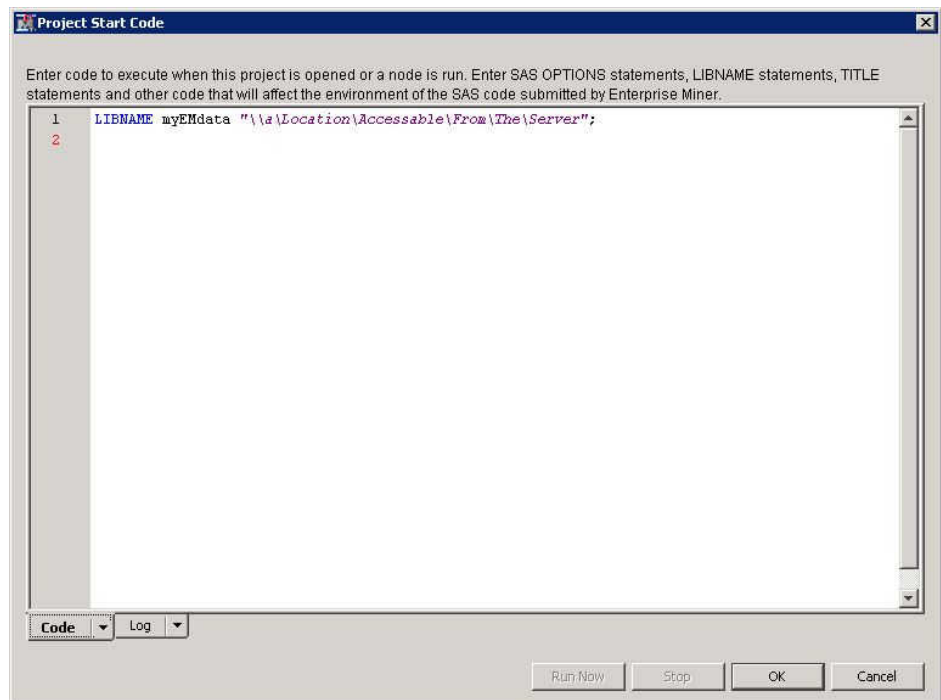 Project Start Code
Enter code to execute when this project is opened or a node is run. Enter SAS OPTIONS statements, LIBNAME statements, TITLE
statements and other code that will affect the environment of the SAS code submitted by Enterprise Miner.
1 LIBNAME myEMdata "\\a\Location\Accessable\From\The\Server";
2
Code Log
Run Now Stop OK Cancel